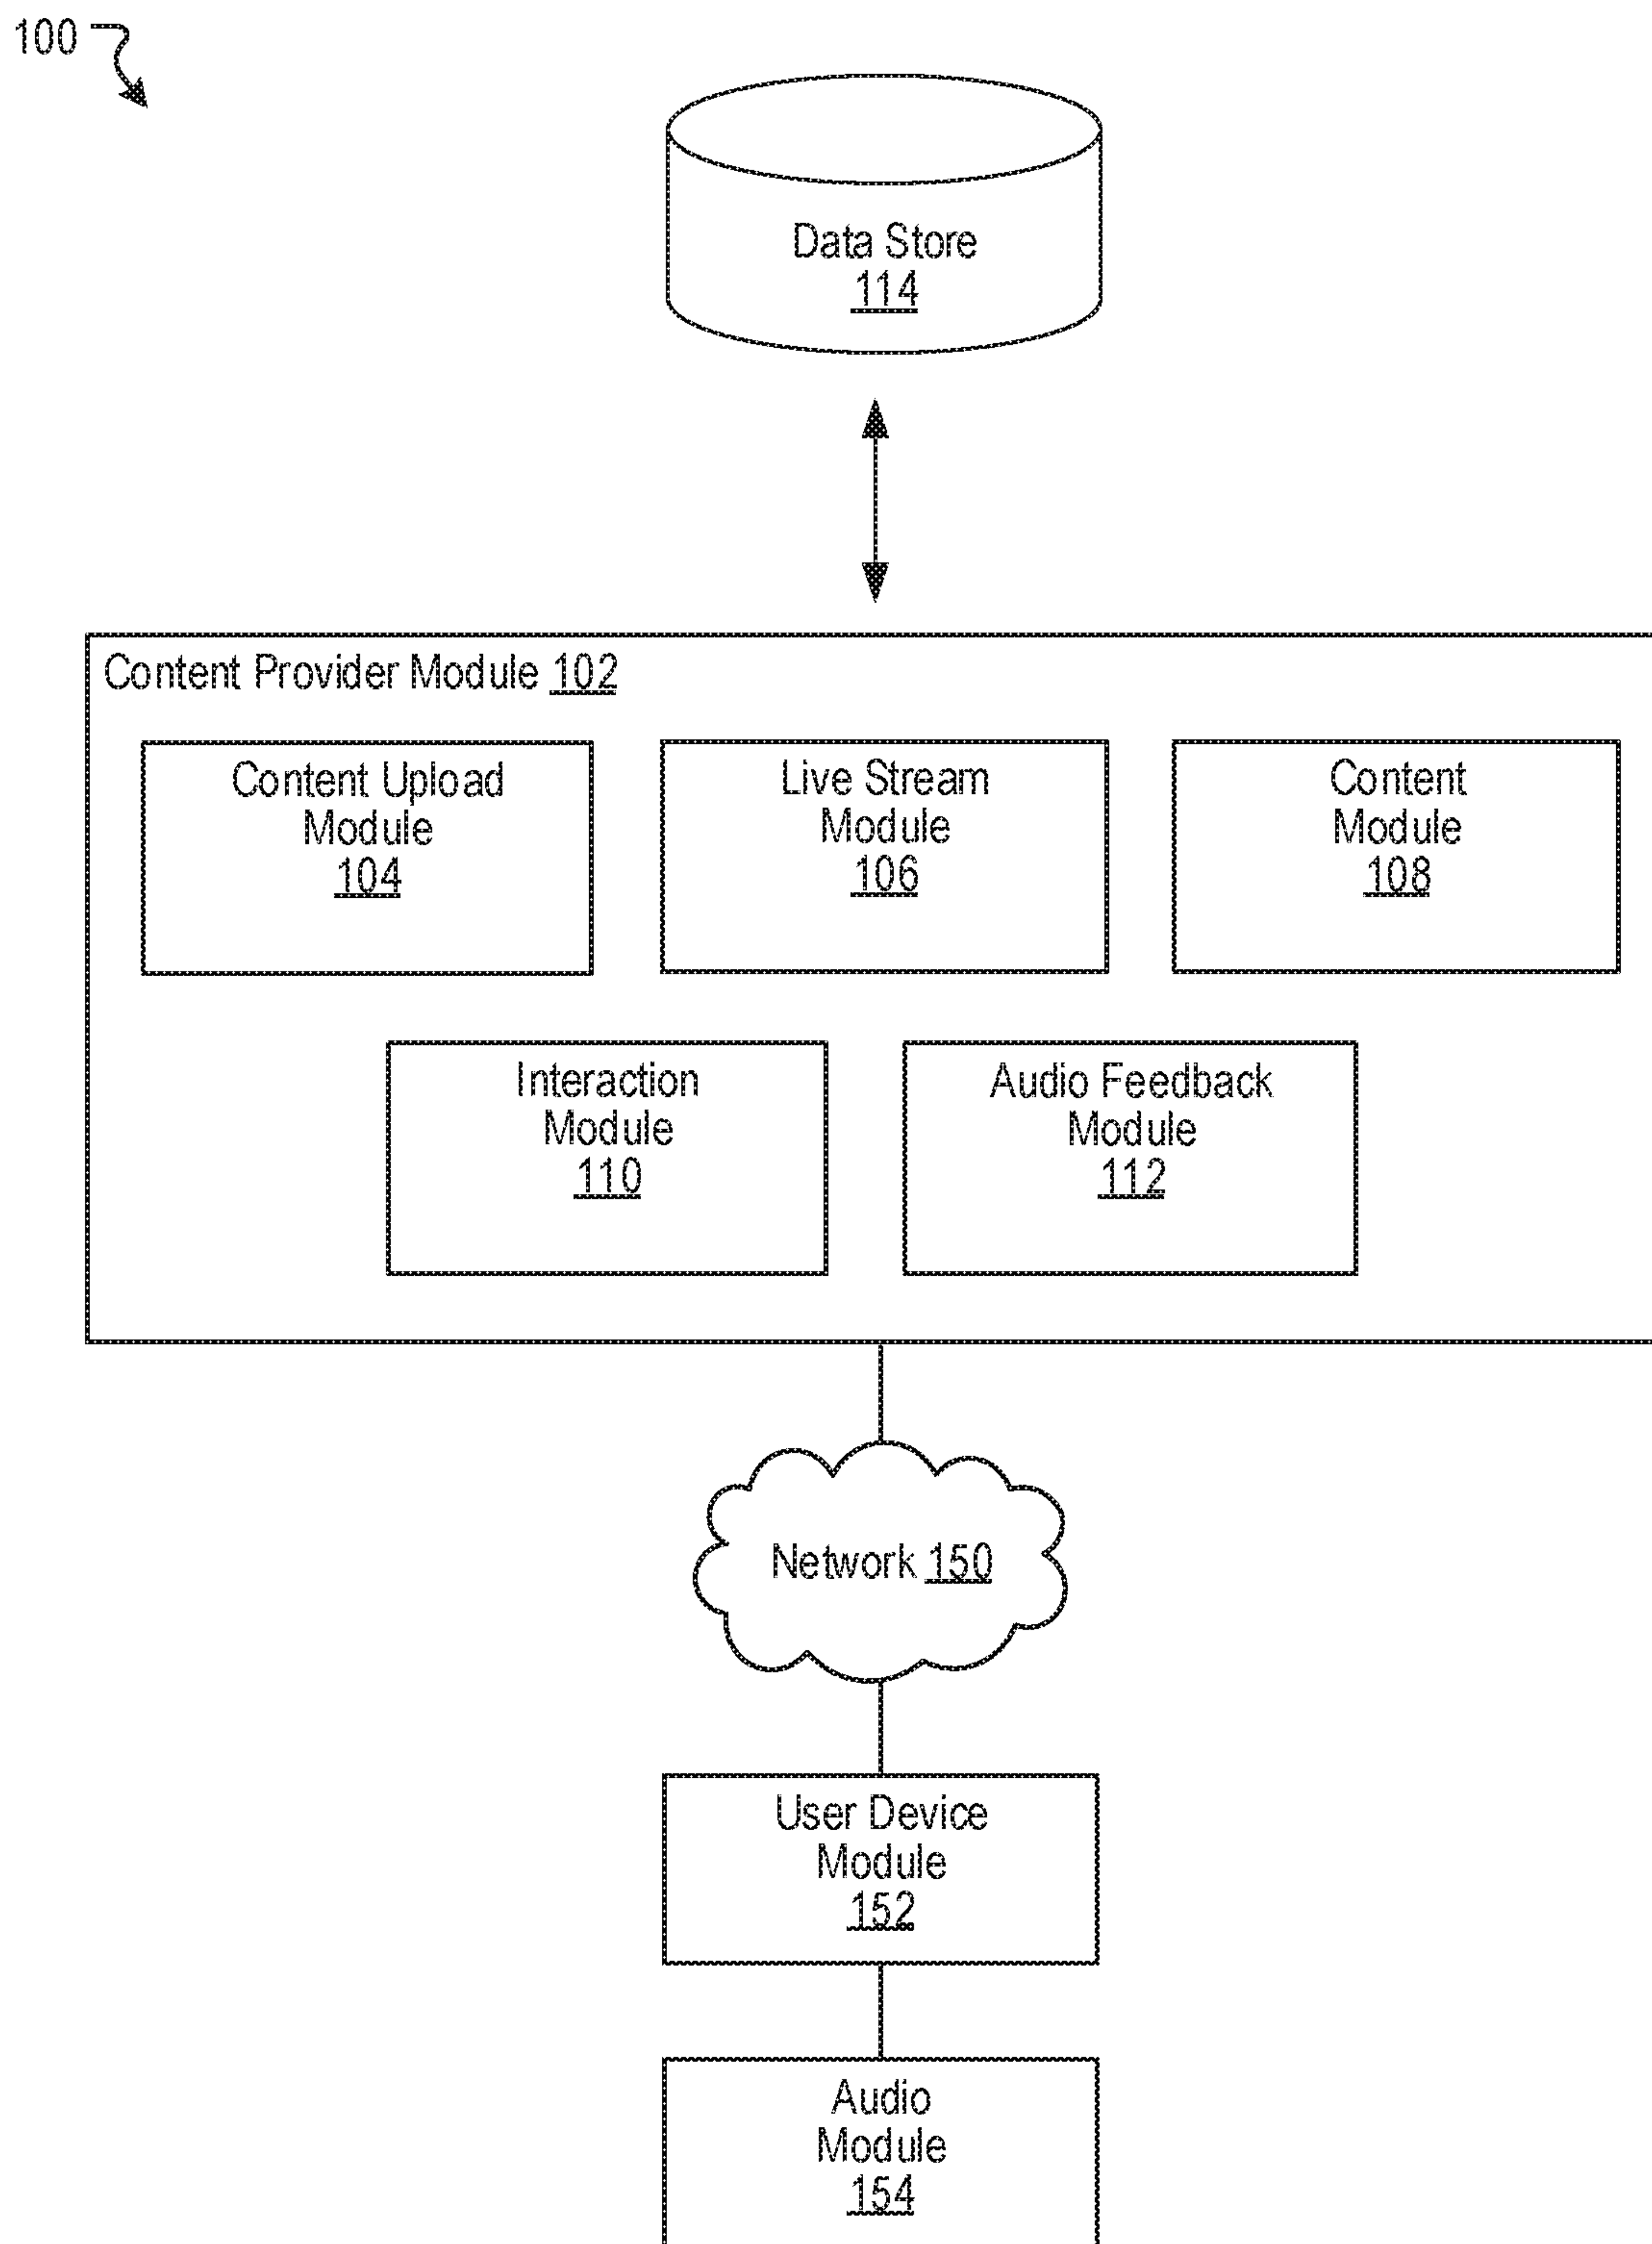 100
Data Store
114
Content Provider Module 102
Content Upload
Module
104
Live Stream
Module
106
Content
Module
108
Interaction
Module
110
Audio Feedback
Module
112
Network 150
User Device
Module
152
Audio
Module
154